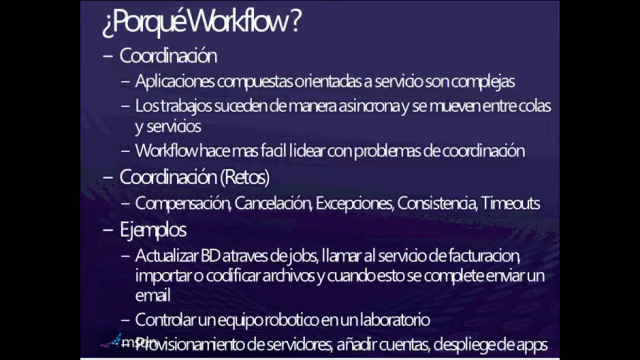 ¿Porqué Workflow?
– Coordinación
– Aplicaciones compuestas orientadas a servicio son complejas
– Los trabajos suceden de manera asincrona y se mueven entre colas
y servicios
– Workflow hace mas facil lidear con problemas de coordinación
– Coordinación (Retos)
– Compensación, Cancelación, Excepciones, Consistencia, Timeouts
– Ejemplos
– Actualizar BD atraves de jobs, llamar al servicio de facturacion,
importar o codificar archivos y cuando esto se complete enviar un
email
– Controlar un equipo robotico en un laboratorio
– Provisionamiento de servidores, añadir cuentas, despliege de apps